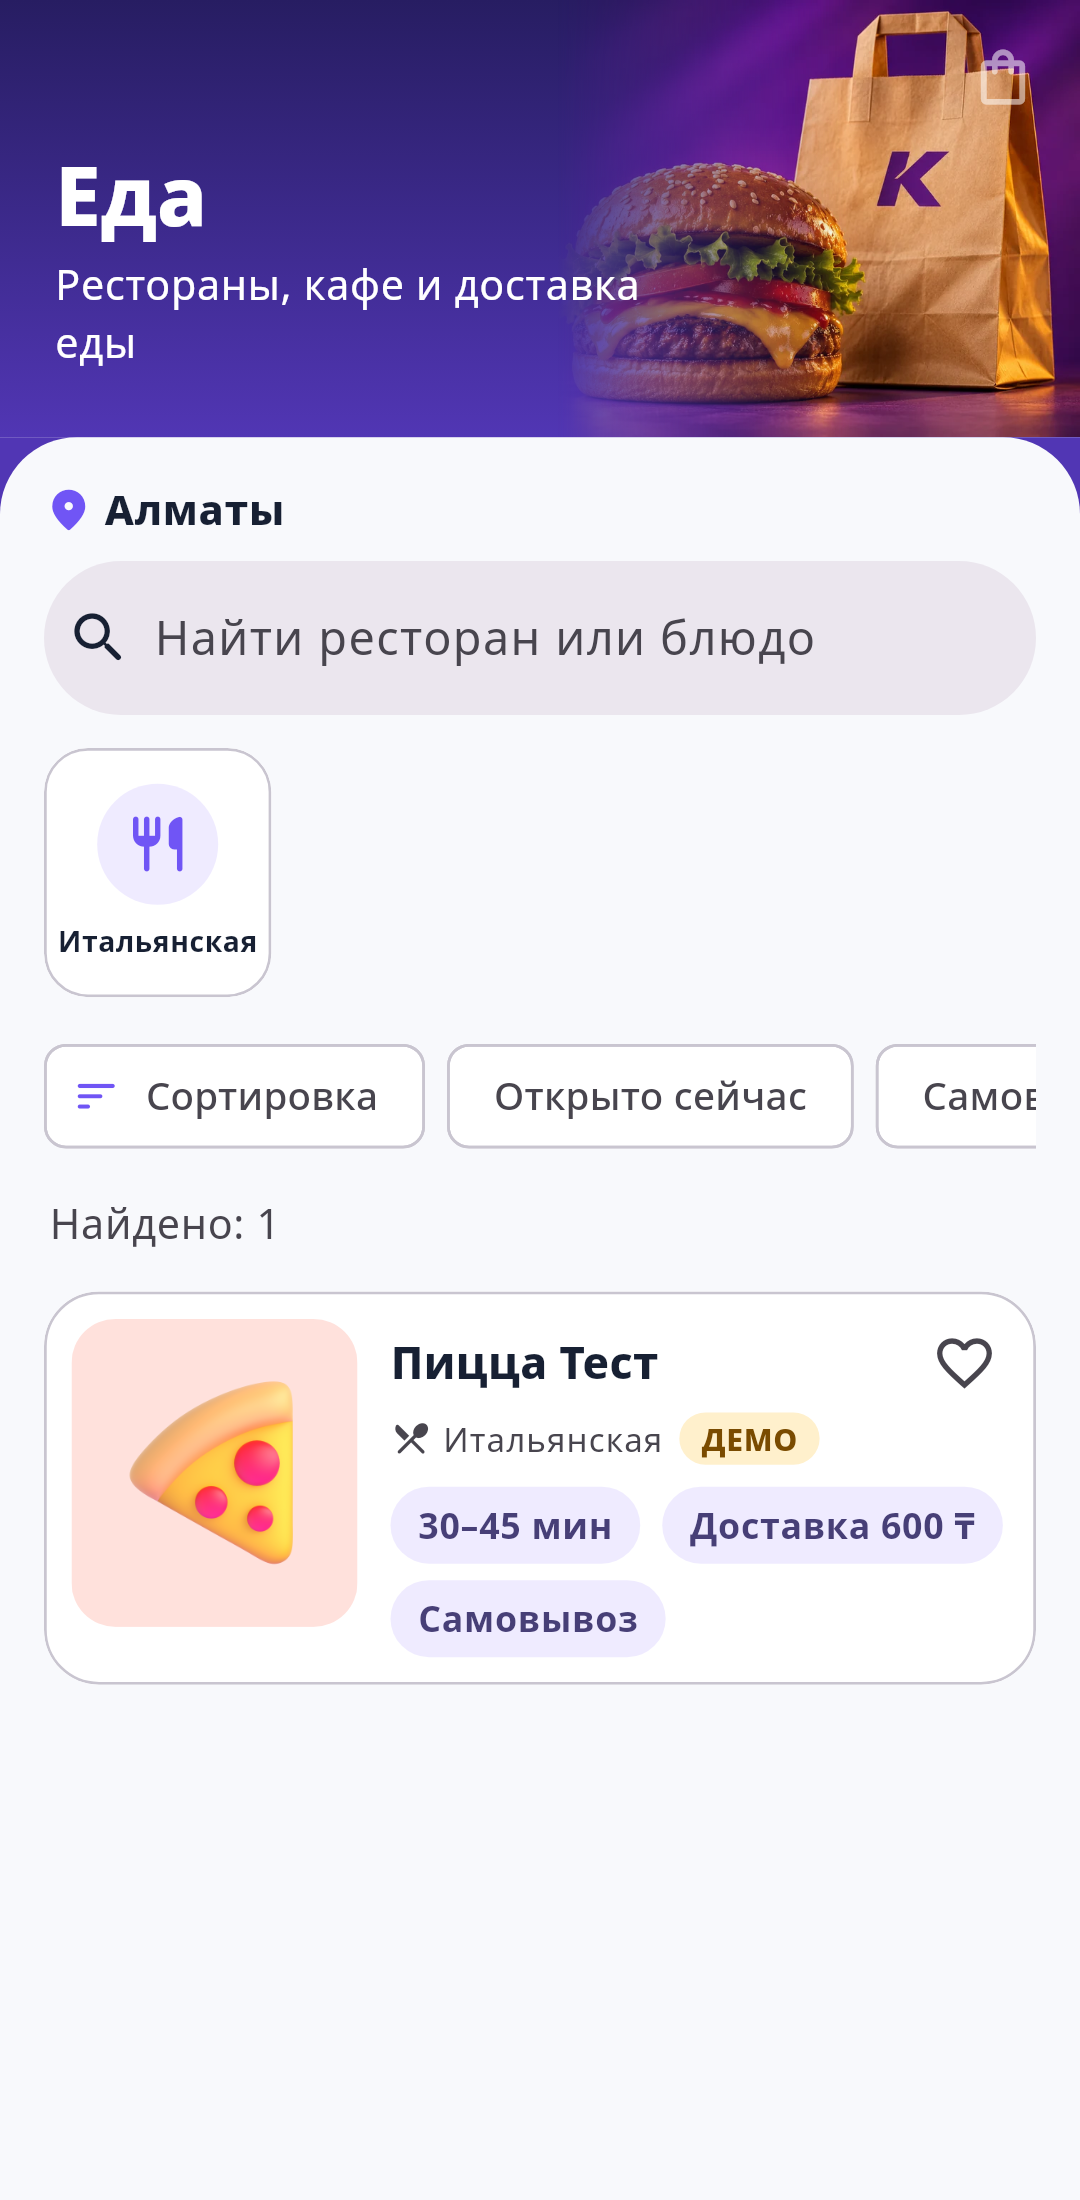 Еда
Рестораны, кафе и доставка
еды
K
Алматы
Найти ресторан или блюдо
Итальянская
Сортировка
Открыто сейчас
Самов
Найдено: 1
Пицца Тест
Итальянская
ДЕМО
30–45 мин
Доставка 600 ₸
Самовывоз